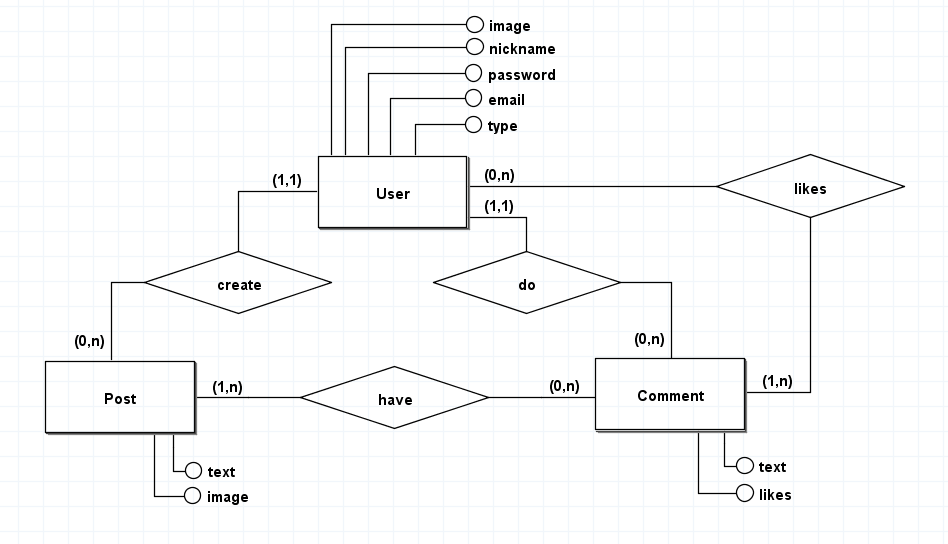 image
nickname
password
email
type
(1,1)
User
(0,n)
likes
(1,1)
create
do
(0,n)
(0,n)
Post
(1,n)
have
(0,n)
Comment
(1,n)
text
image
text
likes